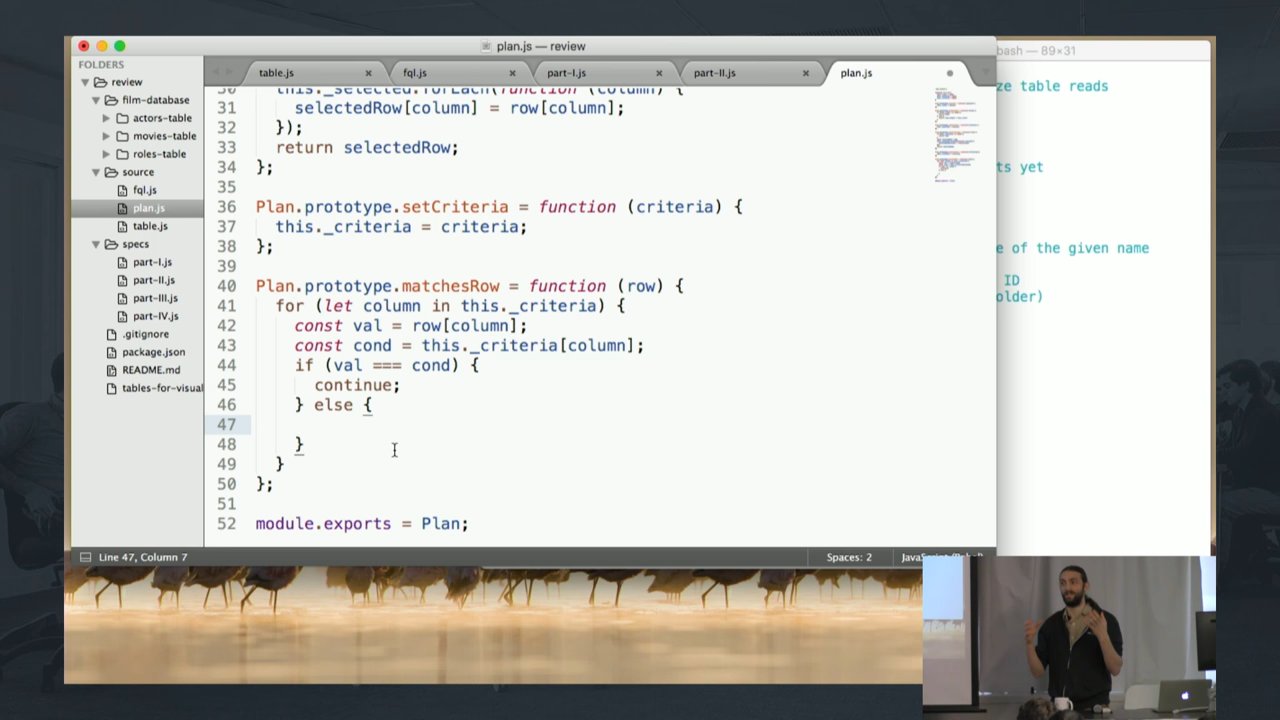 plan.js — review
bash — 89×31
FOLDERS
review
film-database
actors-table
movies-table
roles-table
source
fql.js
plan.js
table.js
specs
part-I.js
part-II.js
part-III.js
part-IV.js
.gitignore
package.json
README.md
tables-for-visual
table.js
fql.js
part-I.js
part-II.js
plan.js
30 this._selected.forEach(function (column) {
31 selectedRow[column] = row[column];
32 });
33 return selectedRow;
34 };
35
36 Plan.prototype.setCriteria = function (criteria) {
37 this._criteria = criteria;
38 };
39
40 Plan.prototype.matchesRow = function (row) {
41 for (let column in this._criteria) {
42 const val = row[column];
43 const cond = this._criteria[column];
44 if (val === cond) {
45 continue;
46 } else {
47
48 }
49 }
50 };
51
52 module.exports = Plan;
Line 47, Column 7
Spaces: 2
ze table reads
ts yet
e of the given name
ID
older)